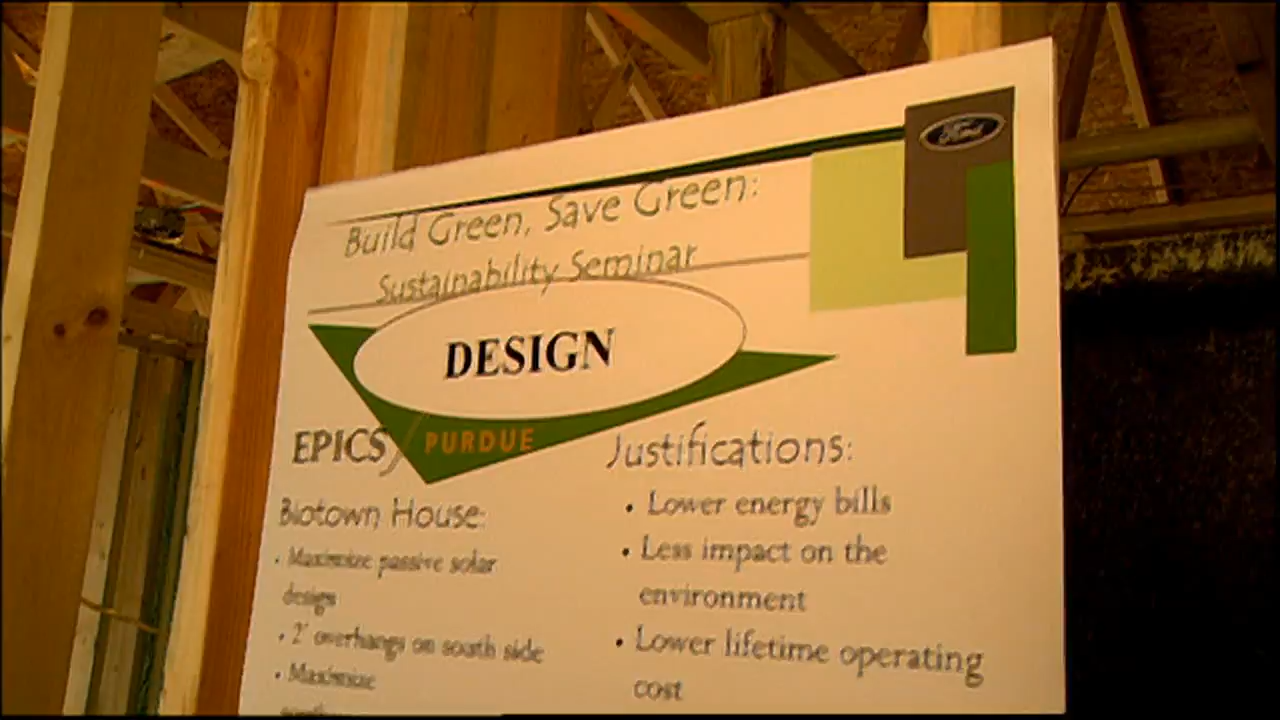 Ford
Build Green, Save Green:
Sustainability Seminar
DESIGN
EPICS PURDUE
Biotown House:
• Maximize passive solar
design
• 2' overhangs on south side
• Maximize
Justifications:
• Lower energy bills
• Less impact on the
environment
• Lower lifetime operating
cost